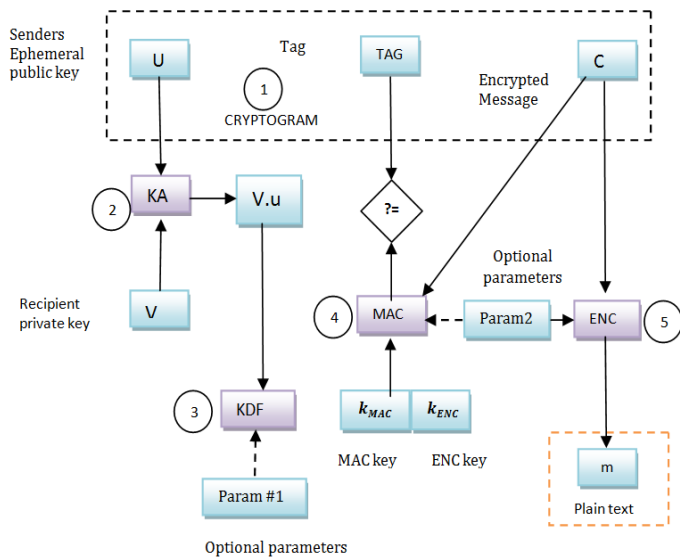 Senders
Ephemeral
public key
U
Tag
1
CRYPTOGRAM
TAG
Encrypted
Message
C
2
KA
V.u
?=
Recipient
private key
V
Optional
parameters
4
MAC
Param2
ENC
5
3
KDF
k_MAC
k_ENC
MAC key
ENC key
Param #1
Optional parameters
m
Plain text